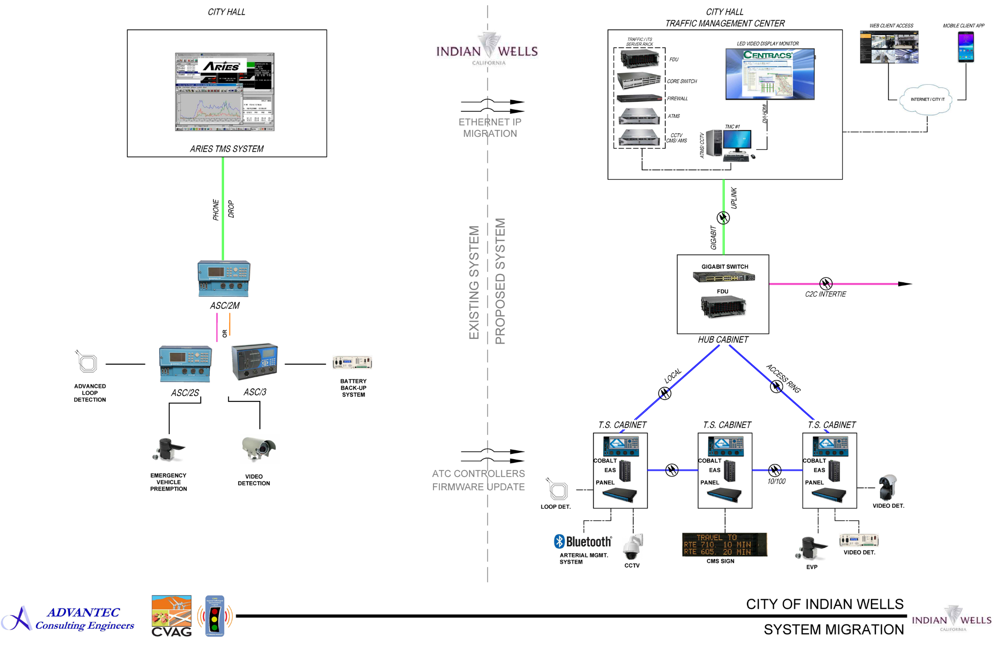 CITY HALL
ARIES
ARIES TMS SYSTEM
PHONE
DROP
ASC/2M
OR
ADVANCED
LOOP
DETECTION
ASC/2S
ASC/3
BATTERY
BACK-UP
SYSTEM
EMERGENCY
VEHICLE
PREEMPTION
VIDEO
DETECTION
INDIAN WELLS
CALIFORNIA
ETHERNET IP
MIGRATION
EXISTING SYSTEM
PROPOSED SYSTEM
ATC CONTROLLERS
FIRMWARE UPDATE
CITY HALL
TRAFFIC MANAGEMENT CENTER
TRAFFIC / ITS
SERVER RACK
FDU
CORE SWITCH
FIREWALL
ATMS
CCTV
CMS/ AMS
LED VIDEO DISPLAY MONITOR
CENTRACS
DVI-HDMI
TMC #1
ATMS/ CCTV
WEB CLIENT ACCESS
MOBILE CLIENT APP
INTERNET / CITY IT
UPLINK
GIGABIT
GIGABIT SWITCH
FDU
HUB CABINET
C2C INTERTIE
LOCAL
ACCESS RING
T.S. CABINET
T.S. CABINET
T.S. CABINET
COBALT
EAS
PANEL
COBALT
EAS
PANEL
10/100
COBALT
EAS
PANEL
LOOP DET.
VIDEO DET.
Bluetooth®
ARTERIAL MGMT.
SYSTEM
CCTV
TRAVEL TO
RTE 710. 10 MIN
RTE 605. 20 MIN
CMS SIGN
EVP
VIDEO DET.
ADVANTEC
Consulting Engineers
CVAG
CITY OF INDIAN WELLS
SYSTEM MIGRATION
INDIAN WELLS
CALIFORNIA